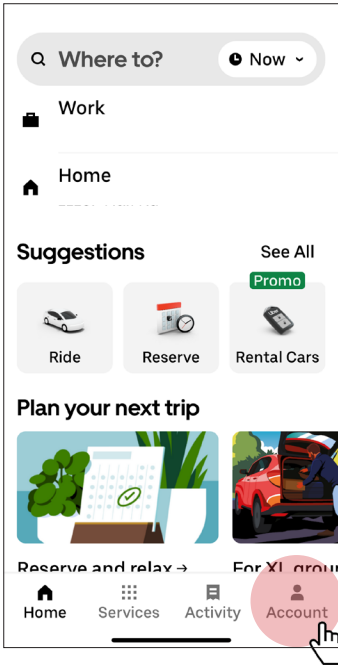 Where to?
Now
Work
Home
Suggestions
See All
Promo
Ride
Reserve
Uber
Rental Cars
Plan your next trip
Reserve and relax →
For XL grou
Home
Services
Activity
Account